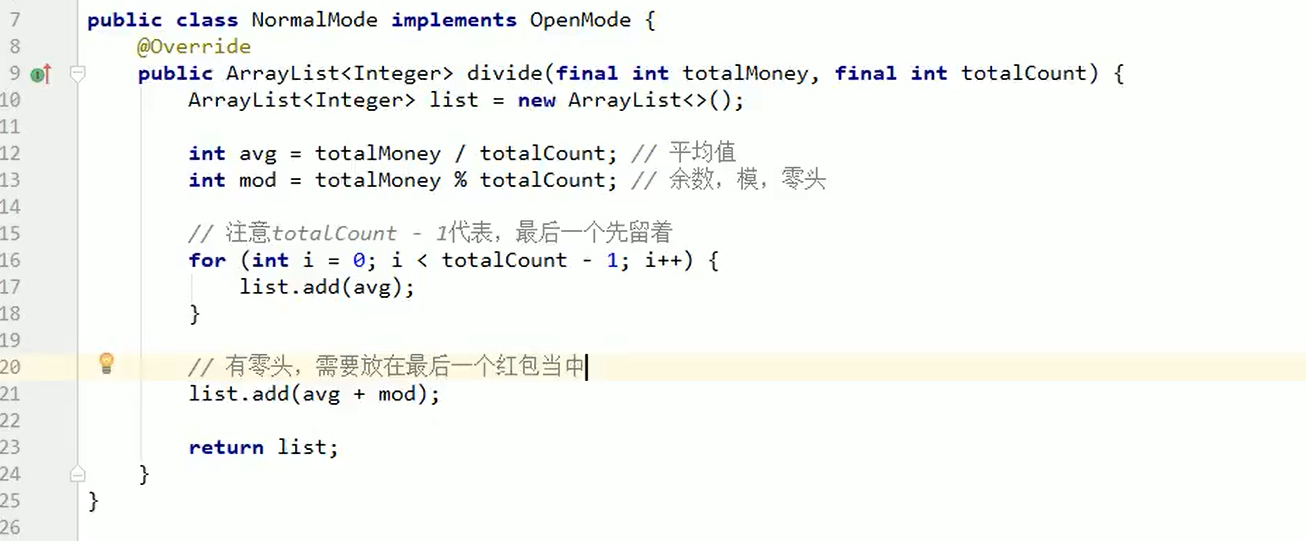 7 public class NormalMode implements OpenMode {
8 @Override
9 public ArrayList<Integer> divide(final int totalMoney, final int totalCount) {
10 ArrayList<Integer> list = new ArrayList<>();
11
12 int avg = totalMoney / totalCount; // 平均值
13 int mod = totalMoney % totalCount; // 余数，模，零头
14
15 // 注意totalCount - 1代表，最后一个先留着
16 for (int i = 0; i < totalCount - 1; i++) {
17 list.add(avg);
18 }
19
20 // 有零头，需要放在最后一个红包当中
21 list.add(avg + mod);
22
23 return list;
24 }
25 }
26